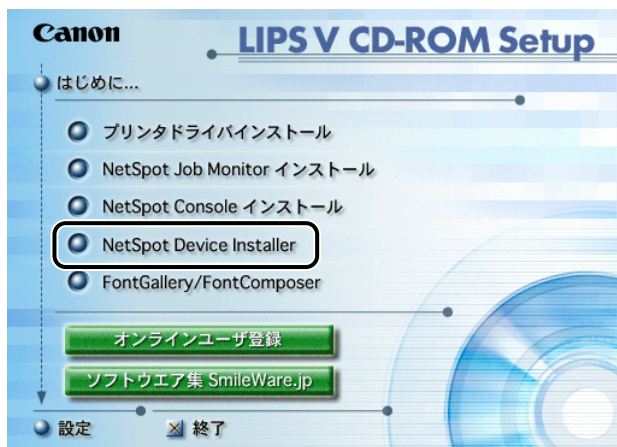 Canon
LIPS V CD-ROM Setup
はじめに...
プリンタドライバインストール
NetSpot Job Monitor インストール
NetSpot Console インストール
NetSpot Device Installer
FontGallery/FontComposer
オンラインユーザ登録
ソフトウエア集 SmileWare.jp
設定 終了